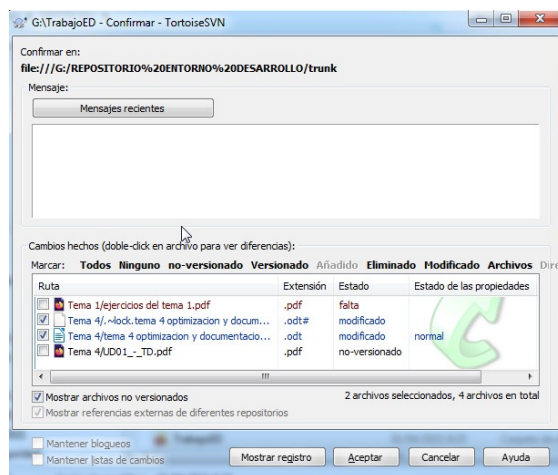 G:\TrabajoED - Confirmar - TortoiseSVN
Confirmar en:
file:///G:/REPOSITORIO%20ENTORNO%20DESARROLLO/trunk
Mensaje:
Mensajes recientes
Cambios hechos (doble-click en archivo para ver diferencias):
Marcar: Todos Ninguno no-versionado Versionado Añadido Eliminado Modificado Archivos Dire
Ruta Extensión Estado Estado de las propiedades
Tema 1/ejercicios del tema 1.pdf .pdf falta
Tema 4/.~lock.tema 4 optimizacion y docum... .odt# modificado
Tema 4/tema 4 optimizacion y documentacio... .odt modificado normal
Tema 4/UD01_-_TD.pdf .pdf no-versionado
Mostrar archivos no versionados 2 archivos seleccionados, 4 archivos en total
Mostrar referencias externas de diferentes repositorios
Mantener bloqueos
Mantener listas de cambios Mostrar registro Aceptar Cancelar Ayuda